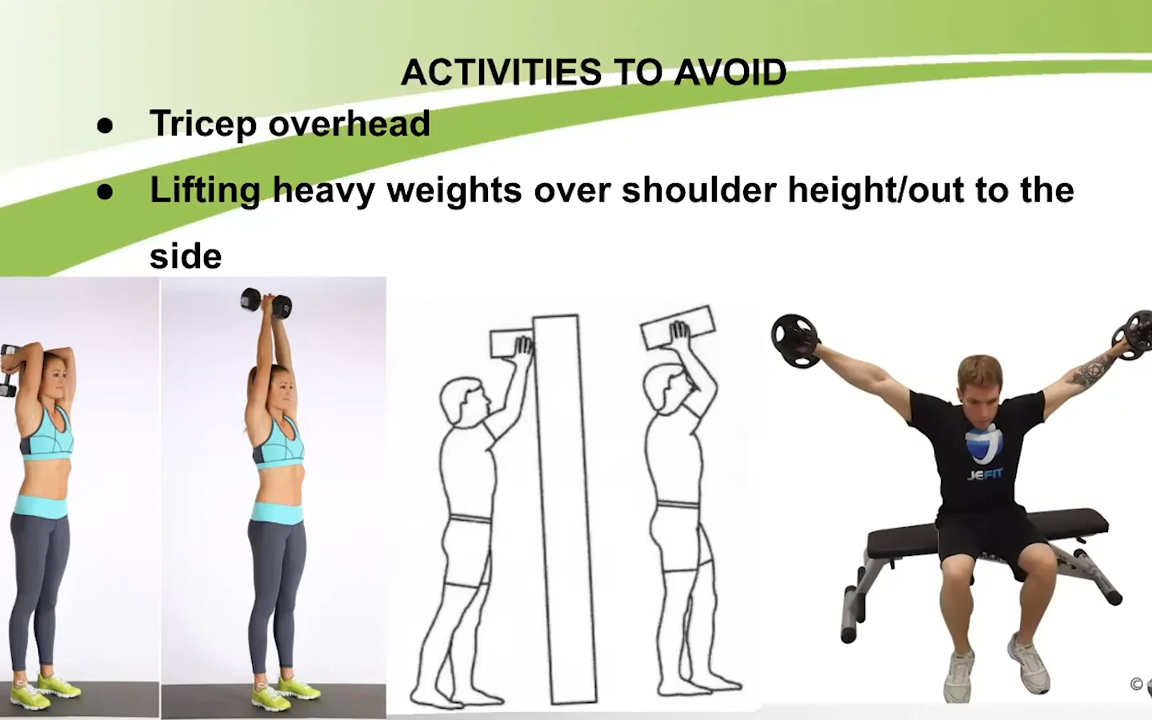 ACTIVITIES TO AVOID
● Tricep overhead
● Lifting heavy weights over shoulder height/out to the
side
JEFIT
©